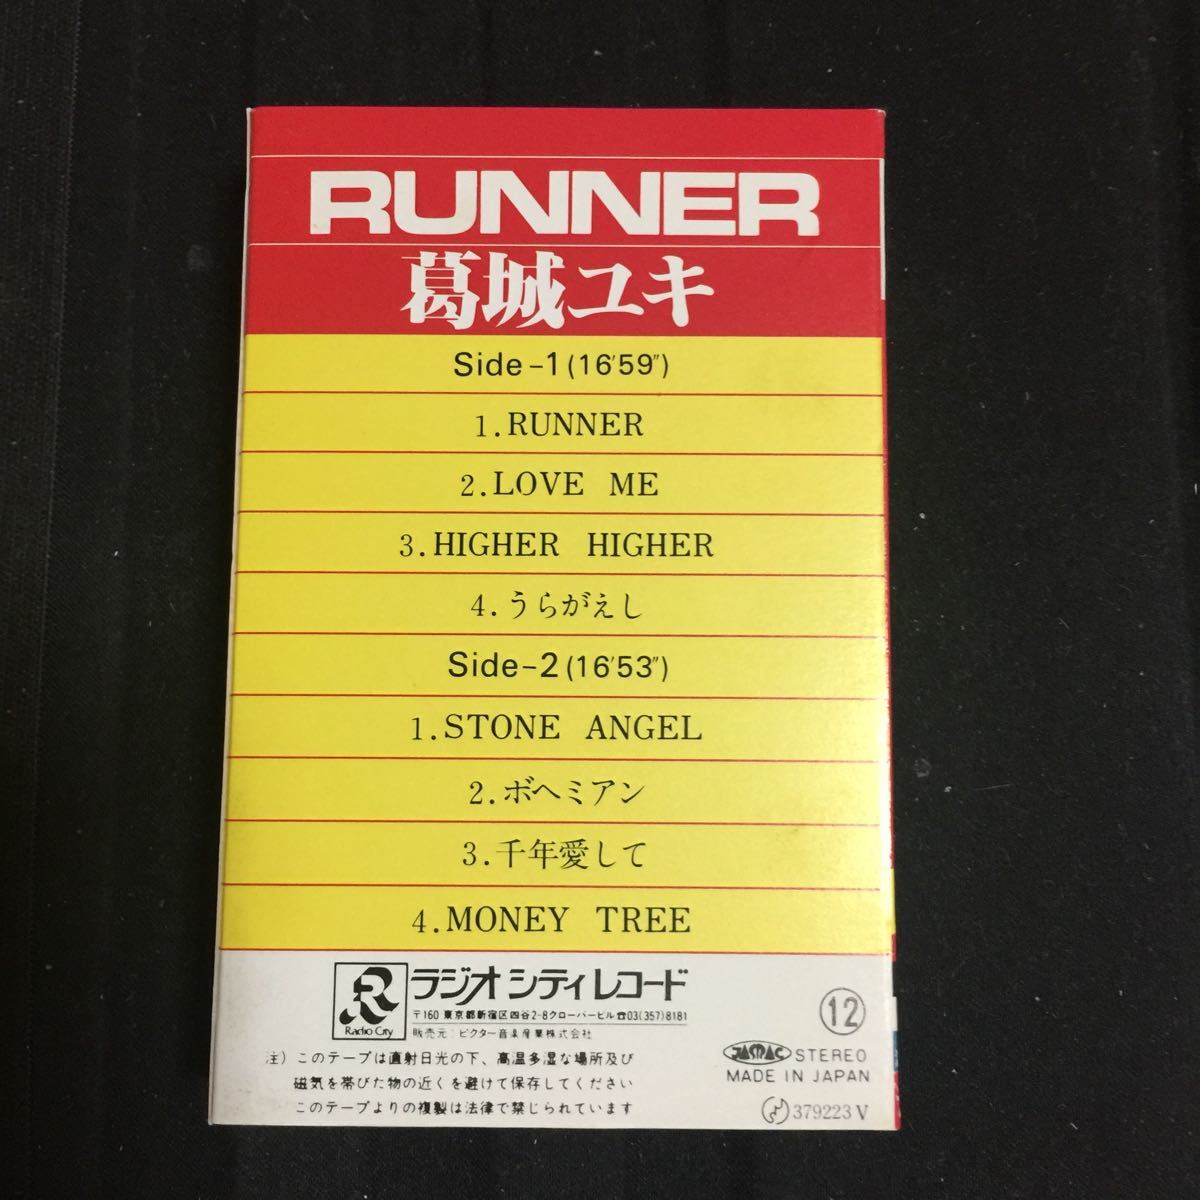 RUNNER
葛城ユキ
Side-1(16'59")
1.RUNNER
2.LOVE ME
3.HIGHER HIGHER
4.うらがえし
Side-2(16'53")
1.STONE ANGEL
2.ボヘミアン
3.千年愛して
4.MONEY TREE
R Radio City ラジオ シティ レコード
〒160 東京都新宿区四谷2-8クローバービル ☎03(357)8181
販売元:ビクター音楽産業株式会社
⑫
注)このテープは直射日光の下、高温多湿な場所及び
磁気を帯びた物の近くを避けて保存してください
このテープよりの複製は法律で禁じられています
JASRAC STEREO
MADE IN JAPAN
379223 V